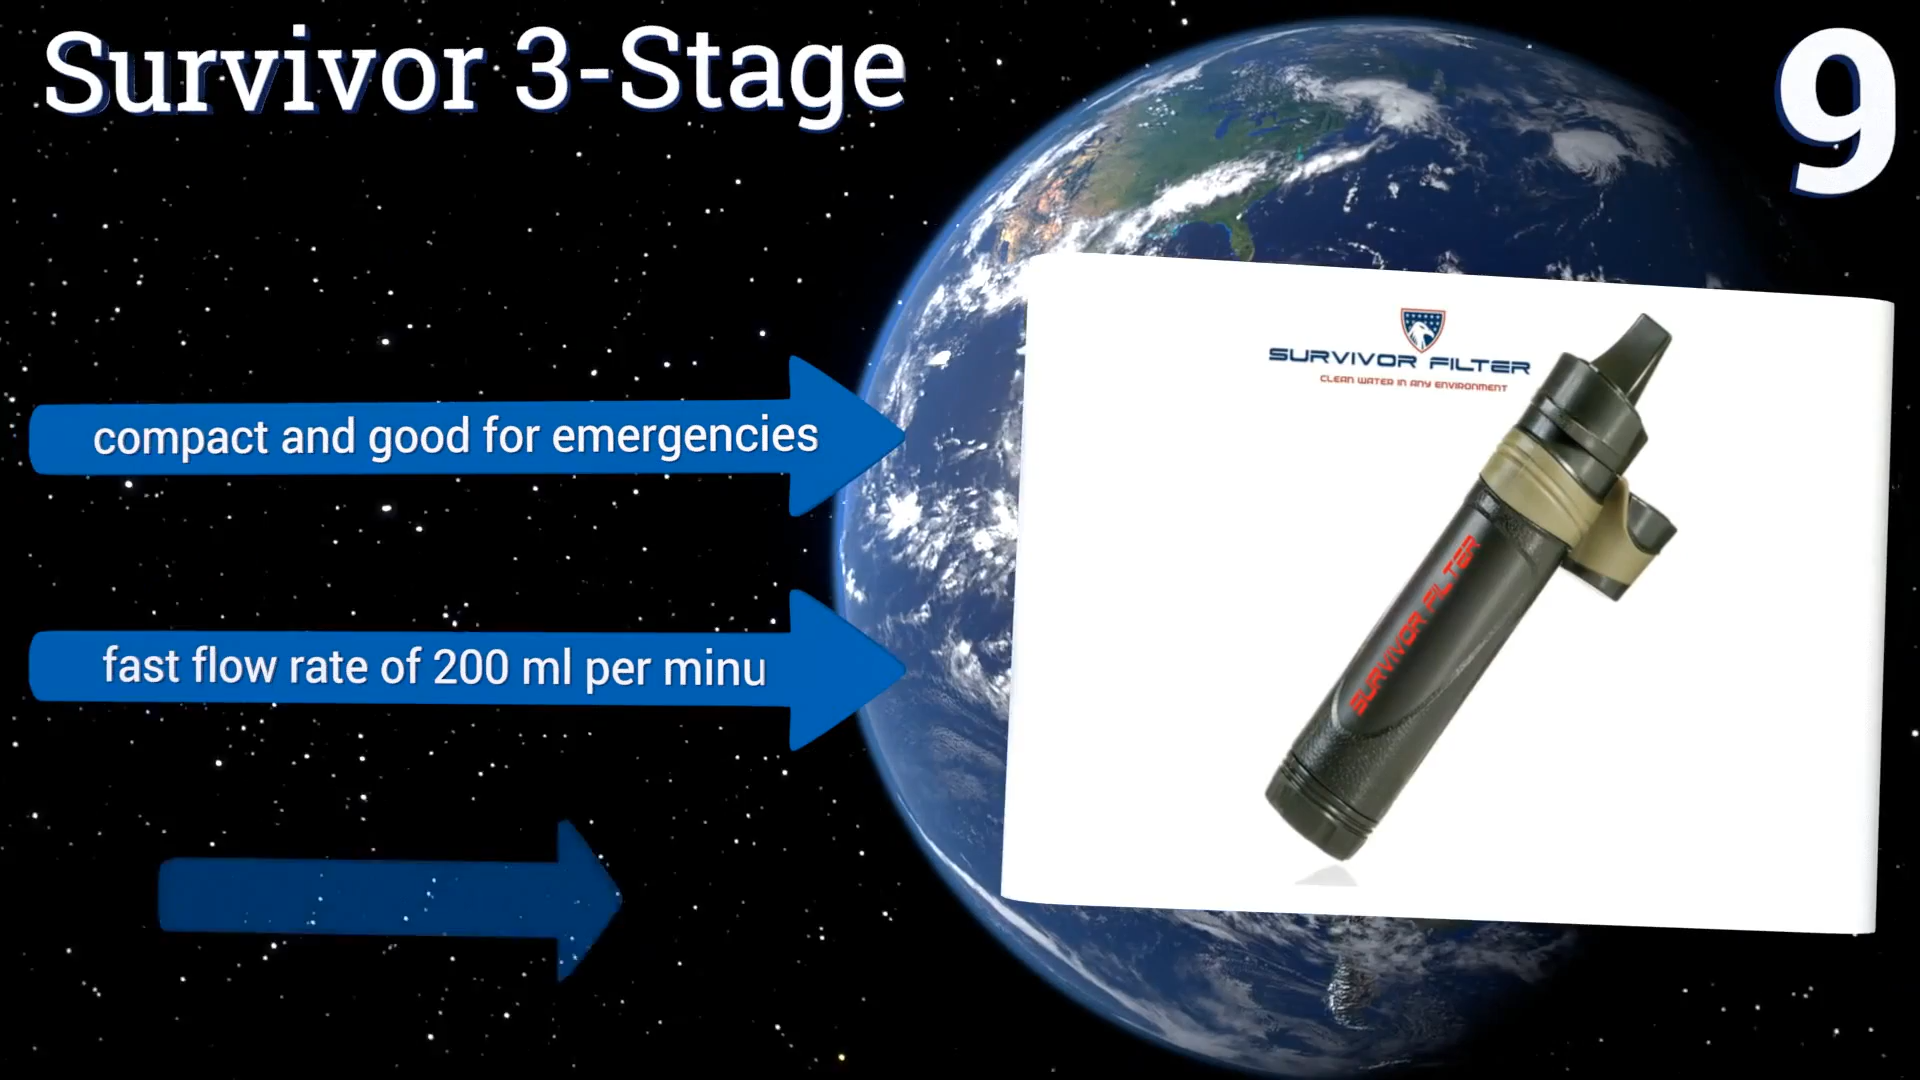 Survivor 3-Stage
9
compact and good for emergencies
fast flow rate of 200 ml per minu
SURVIVOR FILTER
CLEAN WATER IN ANY ENVIRONMENT
SURVIVOR FILTER